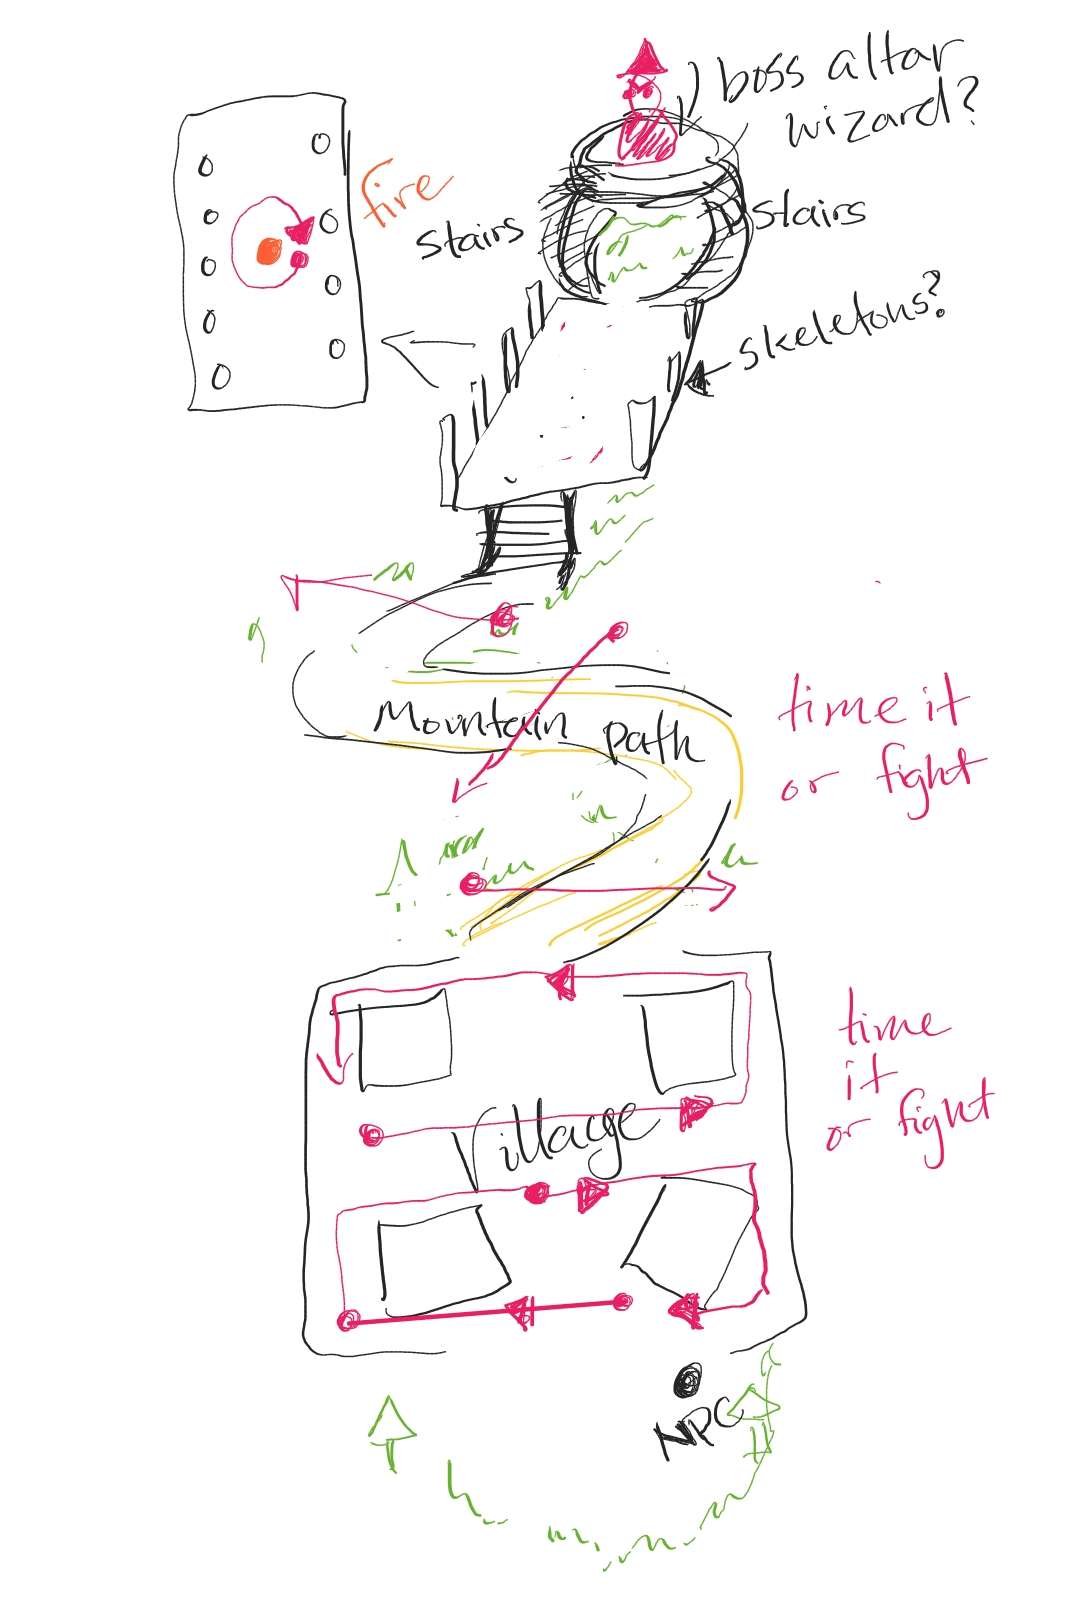 boss altar
wizard?
fire
stairs
stairs
skeletons?
Mountain path
time it
or fight
time
it
or fight
Village
NPC